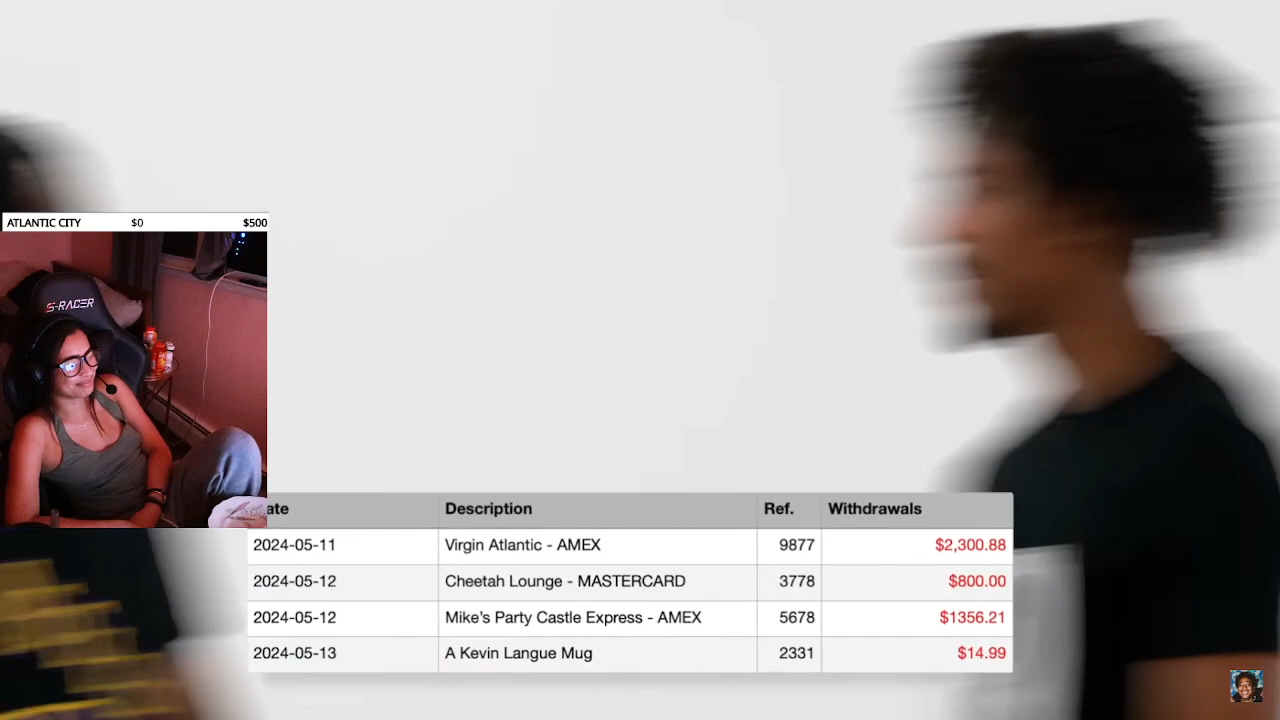 ATLANTIC CITY $0 $500
S-RACER
ate Description Ref. Withdrawals
2024-05-11 Virgin Atlantic - AMEX 9877 $2,300.88
2024-05-12 Cheetah Lounge - MASTERCARD 3778 $800.00
2024-05-12 Mike’s Party Castle Express - AMEX 5678 $1356.21
2024-05-13 A Kevin Langue Mug 2331 $14.99